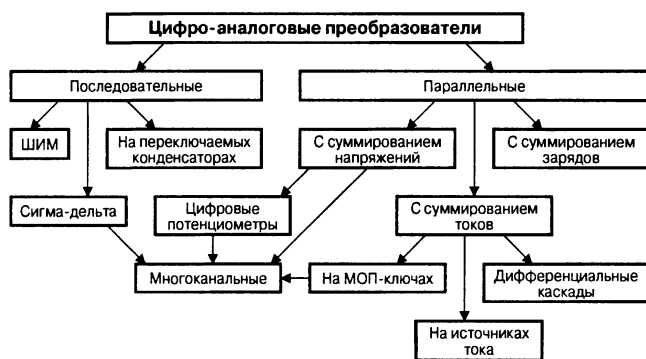 Цифро-аналоговые преобразователи
Последовательные
Параллельные
ШИМ
На переключаемых
конденсаторах
С суммированием
напряжений
С суммированием
зарядов
Сигма-дельта
Цифровые
потенциометры
С суммированием
токов
Многоканальные
На МОП-ключах
Дифференциальные
каскады
На источниках
тока